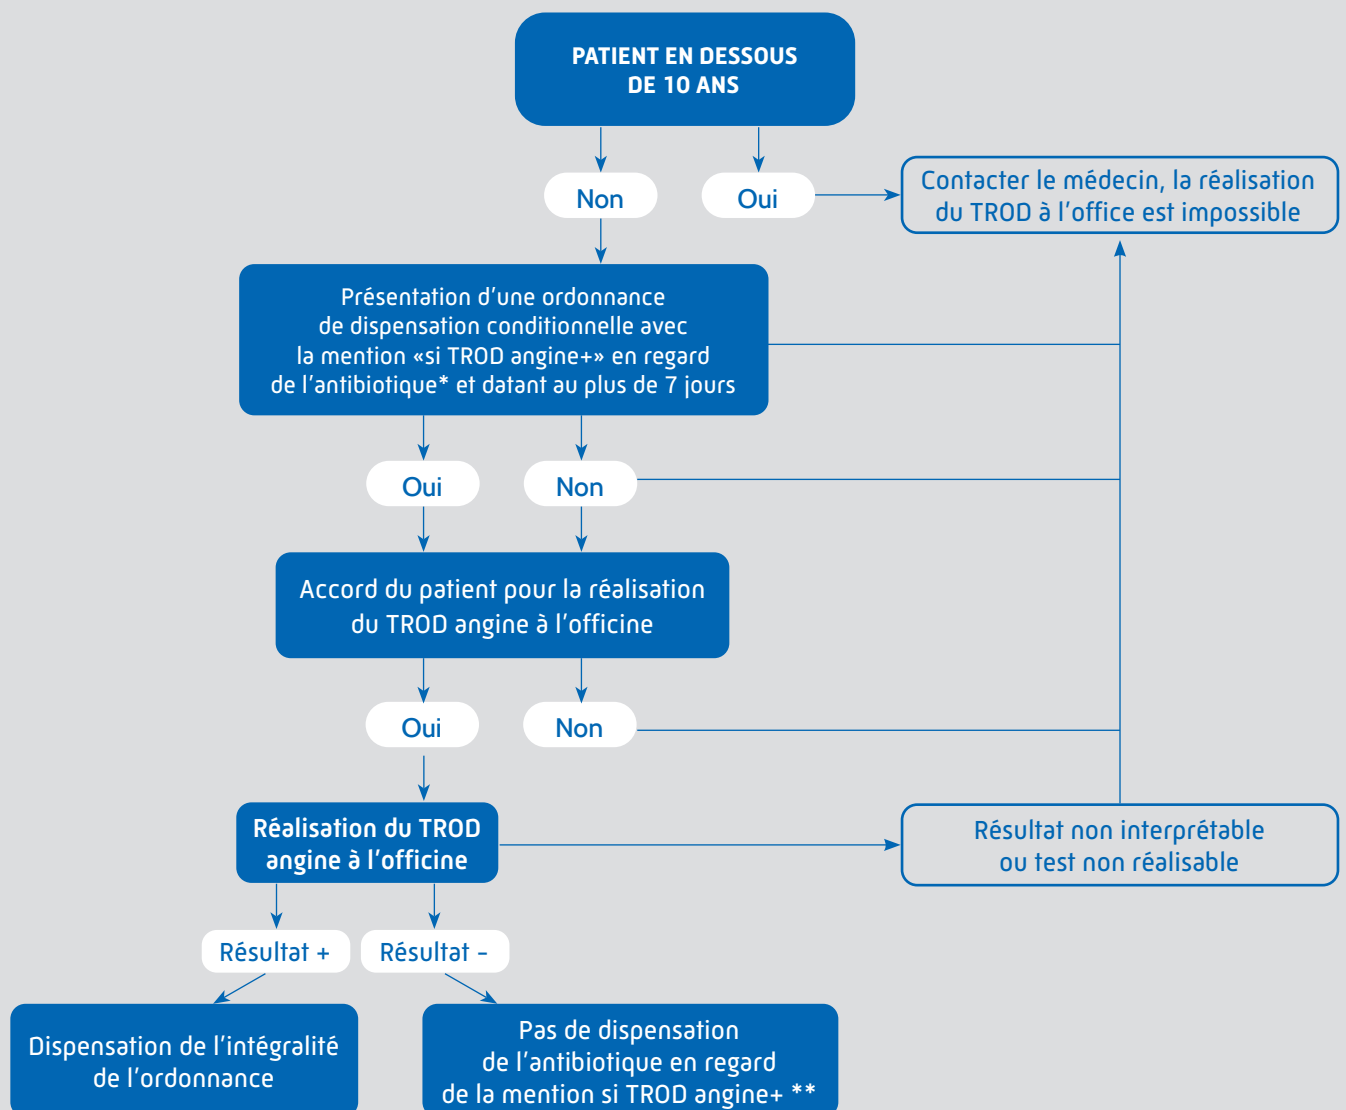 PATIENT EN DESSOUS
DE 10 ANS
Non
Oui
Contacter le médecin, la réalisation
du TROD à l'office est impossible
Présentation d'une ordonnance
de dispensation conditionnelle avec
la mention «si TROD angine+» en regard
de l'antibiotique* et datant au plus de 7 jours
Oui
Non
Accord du patient pour la réalisation
du TROD angine à l'officine
Oui
Non
Réalisation du TROD
angine à l'officine
Résultat non interprétable
ou test non réalisable
Résultat +
Résultat -
Dispensation de l'intégralité
de l'ordonnance
Pas de dispensation
de l'antibiotique en regard
de la mention si TROD angine+ **